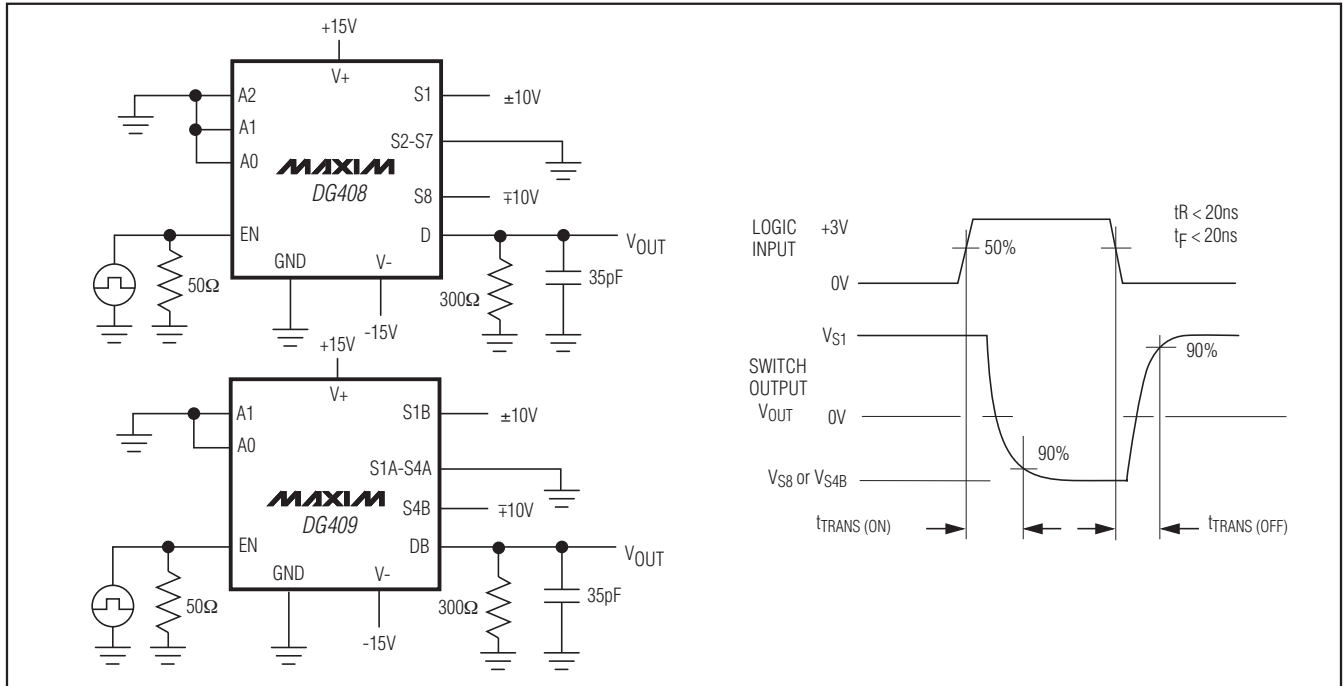 +15V
V+
A2
A1
A0
S1
±10V
S2-S7
MAXIM
DG408
S8
∓10V
EN
D
VOUT
GND
V-
50Ω
300Ω
35pF
-15V
+15V
V+
A1
A0
S1B
±10V
S1A-S4A
MAXIM
DG409
S4B
∓10V
EN
DB
VOUT
GND
V-
50Ω
300Ω
35pF
-15V
LOGIC
INPUT
+3V
50%
tR < 20ns
tF < 20ns
0V
VS1
90%
SWITCH
OUTPUT
VOUT
0V
90%
VS8 or VS4B
tTRANS (ON)
tTRANS (OFF)